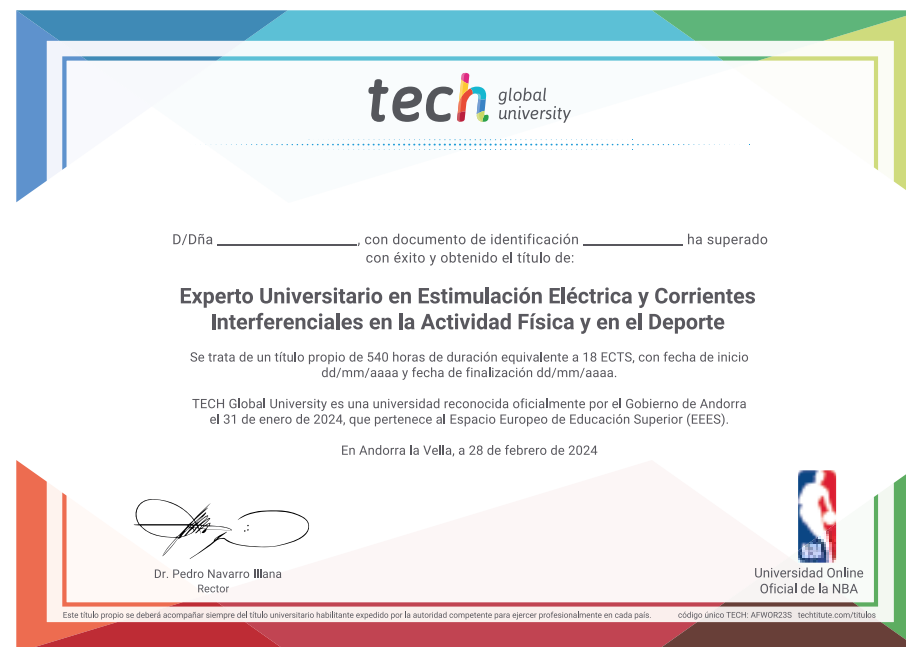 tech global university
D/Dña ______________, con documento de identificación __________ ha superado
con éxito y obtenido el título de:
Experto Universitario en Estimulación Eléctrica y Corrientes
Interferenciales en la Actividad Física y en el Deporte
Se trata de un título propio de 540 horas de duración equivalente a 18 ECTS, con fecha de inicio
dd/mm/aaaa y fecha de finalización dd/mm/aaaa.
TECH Global University es una universidad reconocida oficialmente por el Gobierno de Andorra
el 31 de enero de 2024, que pertenece al Espacio Europeo de Educación Superior (EEES).
En Andorra la Vella, a 28 de febrero de 2024
NBA
Dr. Pedro Navarro Illana
Rector
Universidad Online
Oficial de la NBA
Este título propio se deberá acompañar siempre del título universitario habilitante expedido por la autoridad competente para ejercer profesionalmente en cada país.
código único TECH: AFWOR23S techtitute.com/titulos